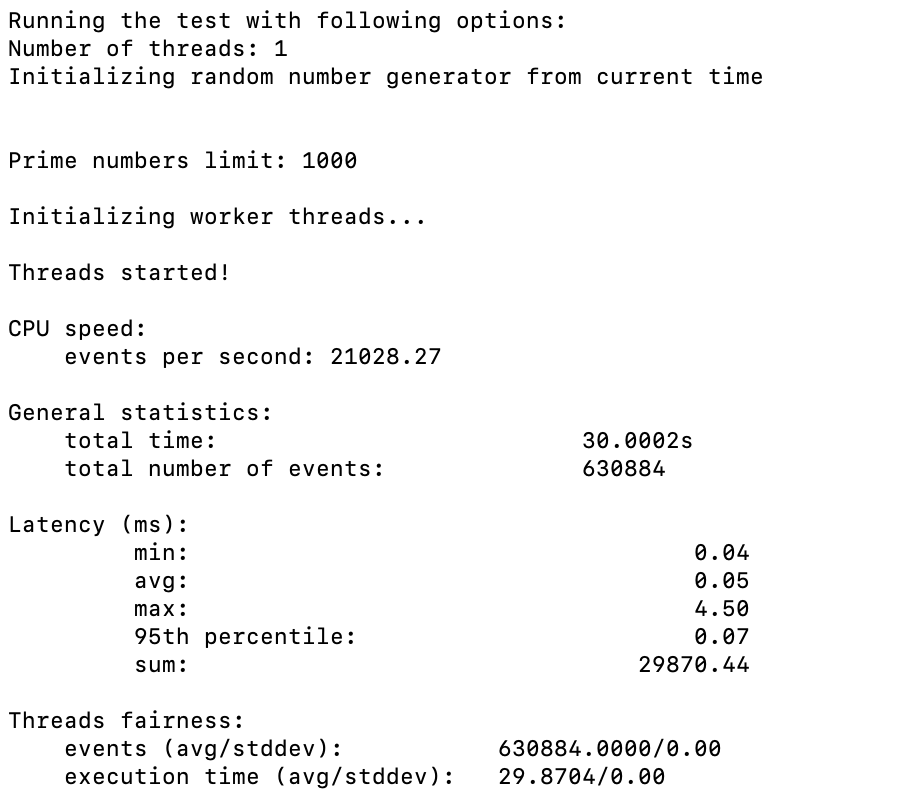 Running the test with following options:
Number of threads: 1
Initializing random number generator from current time
Prime numbers limit: 1000
Initializing worker threads...
Threads started!
CPU speed:
events per second: 21028.27
General statistics:
total time: 30.0002s
total number of events: 630884
Latency (ms):
min: 0.04
avg: 0.05
max: 4.50
95th percentile: 0.07
sum: 29870.44
Threads fairness:
events (avg/stddev): 630884.0000/0.00
execution time (avg/stddev): 29.8704/0.00